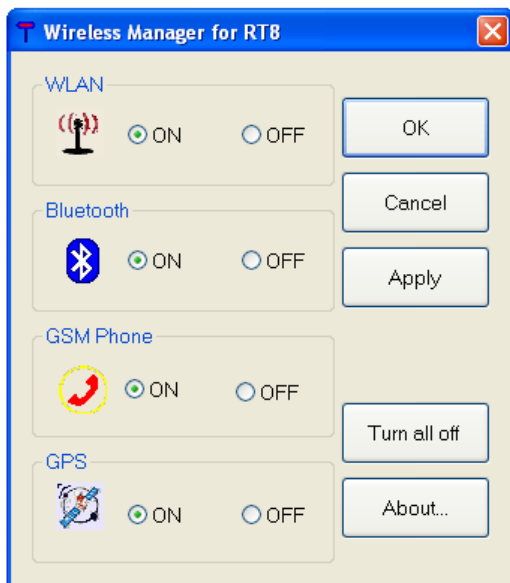 Wireless Manager for RT8
WLAN
ON OFF
Bluetooth
ON OFF
GSM Phone
ON OFF
GPS
ON OFF
OK
Cancel
Apply
Turn all off
About...